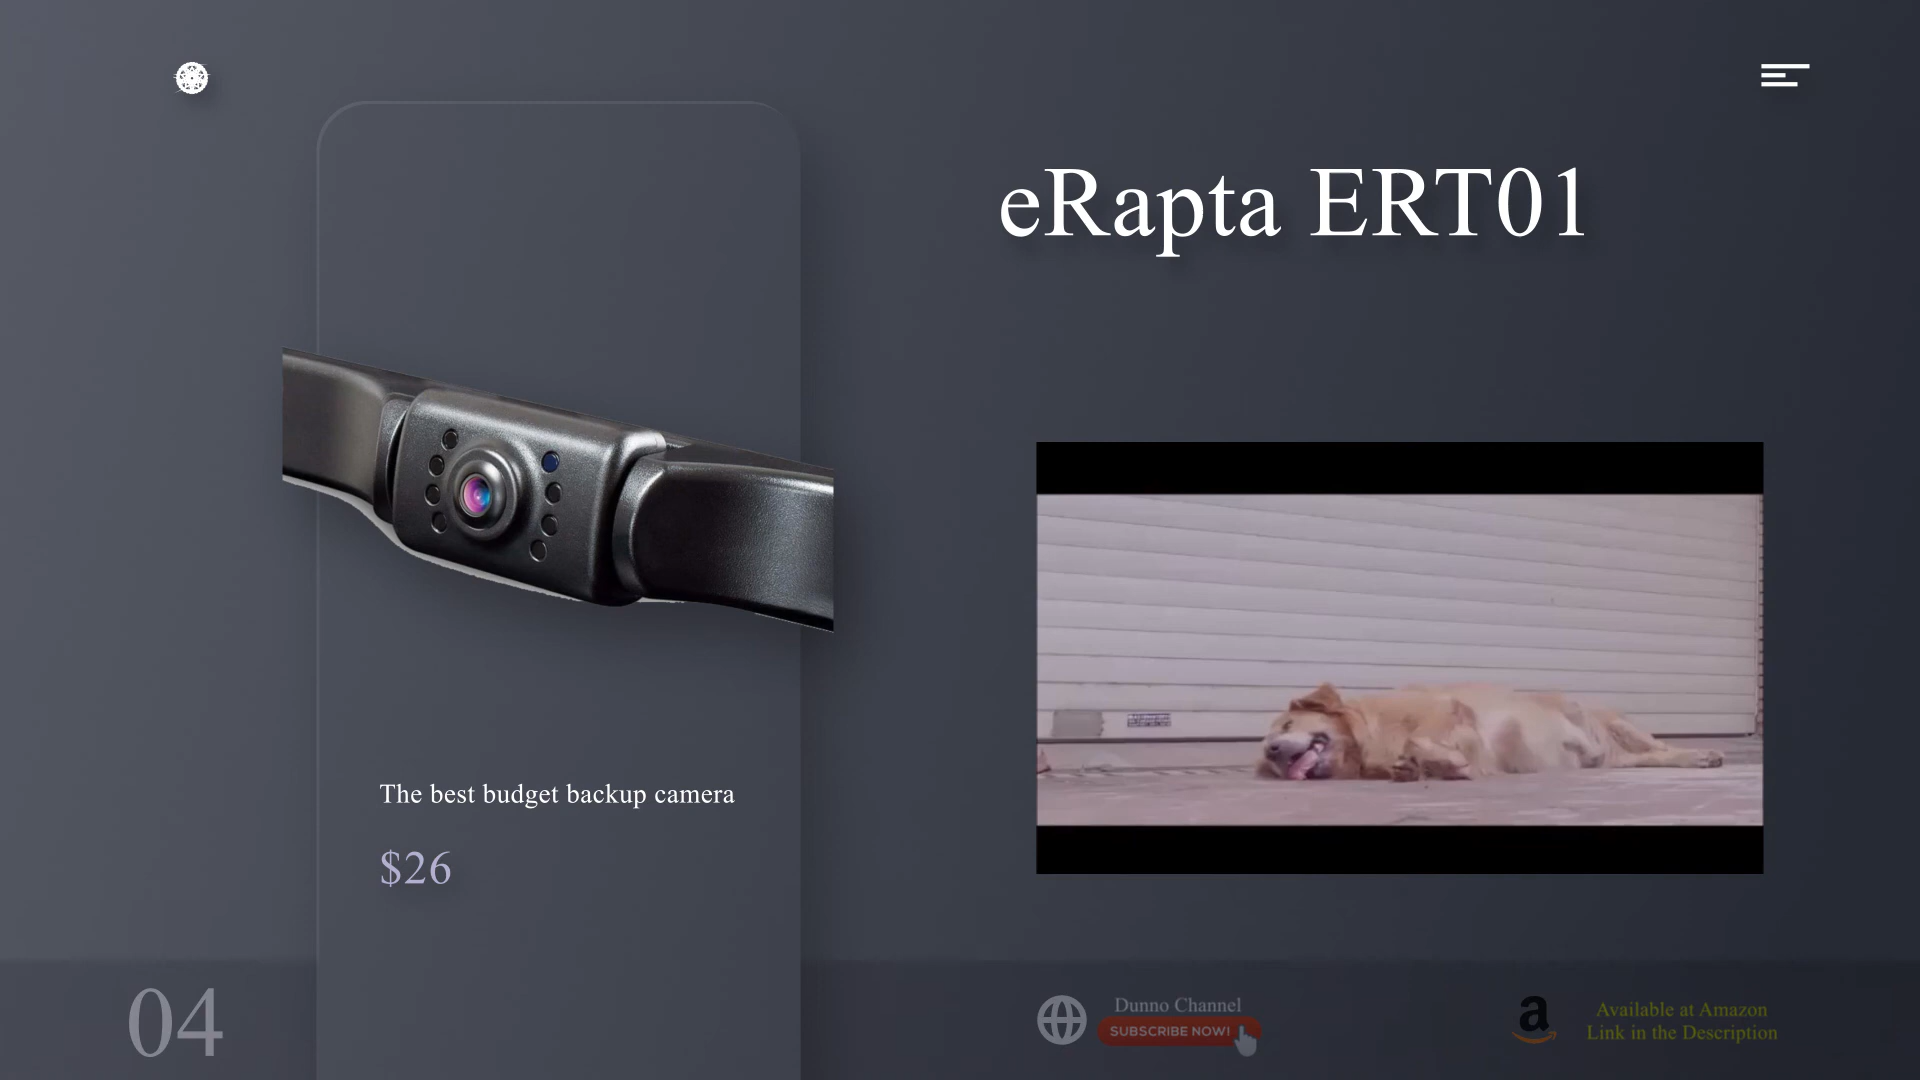 eRapta ERT01
The best budget backup camera
$26
04
Dunno Channel
SUBSCRIBE NOW!
a
Available at Amazon
Link in the Description